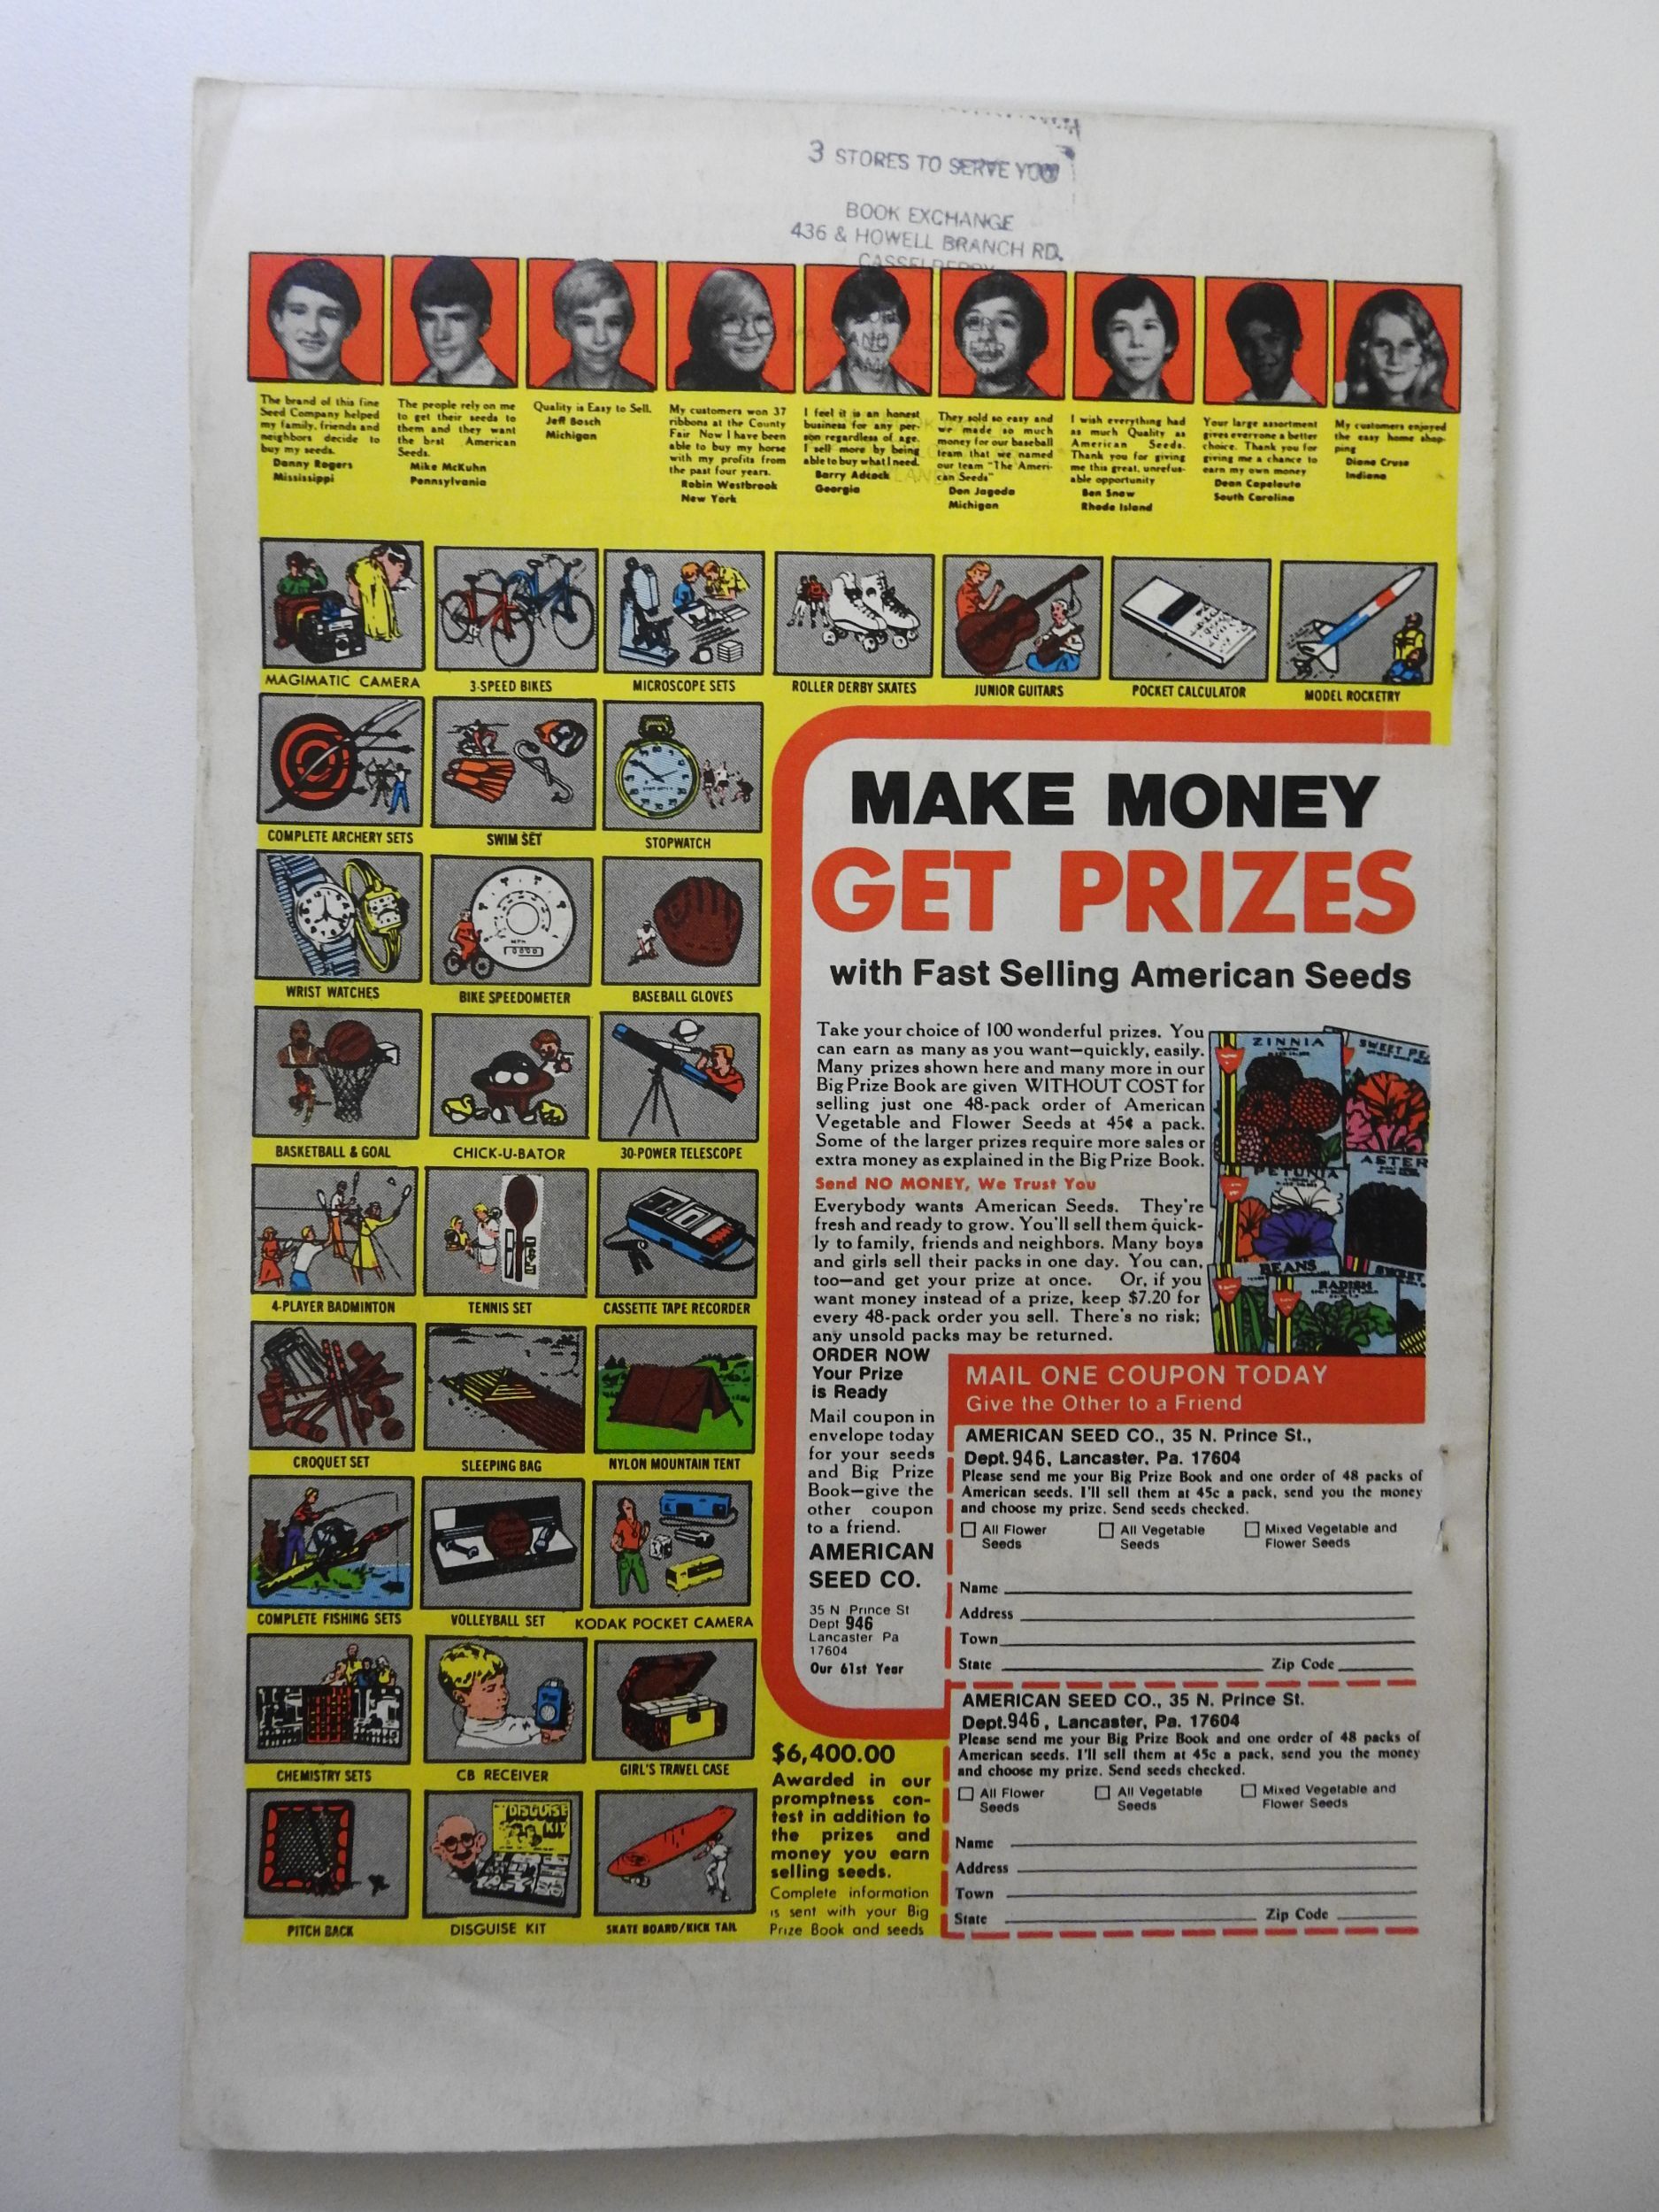 3 STORES TO SERVE YOU
BOOK EXCHANGE
436 & HOWELL BRANCH RD.
The brand of this fine
Seed Company helped
my family, friends and
neighbors decide to
buy my seeds.
Danny Rogers
Mississippi
The people rely on me
to get their seeds to
them and they want
the best American
Seeds.
Mike McKuhn
Pennsylvania
Quality is Easy to Sell.
Jeff Bosch
Michigan
My customers won 37
ribbons at the County
Fair Now I have been
able to buy my horse
with my profits from
the past four years.
Robin Westbrook
New York
I feel it is an honest
business for any per-
son regardless of age.
I sell more by being
able to buy what I need.
Barry Adcock
Georgia
They sold so easy and
we made so much
money for our baseball
team that we named
our team "The Ameri-
can Seeds"
Don Jagoda
Michigan
I wish everything had
as much Quality as
American Seeds.
Thank you for giving
me this great, unrefus-
able opportunity
Ben Snow
Rhode Island
Your large assortment
gives everyone a better
choice. Thank you for
giving me a chance to
earn my own money
Dean Capeloute
South Carolina
My customers enjoyed
the easy home shop-
ping
Diane Cruse
Indiana
MAGIMATIC CAMERA
3-SPEED BIKES
MICROSCOPE SETS
ROLLER DERBY SKATES
JUNIOR GUITARS
POCKET CALCULATOR
MODEL ROCKETRY
COMPLETE ARCHERY SETS
SWIM SET
STOPWATCH
WRIST WATCHES
BIKE SPEEDOMETER
BASEBALL GLOVES
BASKETBALL & GOAL
CHICK-U-BATOR
30-POWER TELESCOPE
4-PLAYER BADMINTON
TENNIS SET
CASSETTE TAPE RECORDER
CROQUET SET
SLEEPING BAG
NYLON MOUNTAIN TENT
COMPLETE FISHING SETS
VOLLEYBALL SET
KODAK POCKET CAMERA
CHEMISTRY SETS
CB RECEIVER
GIRL'S TRAVEL CASE
DISGUISE
KIT
PITCH BACK
DISGUISE KIT
SKATE BOARD/KICK TAIL
MAKE MONEY
GET PRIZES
with Fast Selling American Seeds
Take your choice of 100 wonderful prizes. You
can earn as many as you want—quickly, easily.
Many prizes shown here and many more in our
Big Prize Book are given WITHOUT COST for
selling just one 48-pack order of American
Vegetable and Flower Seeds at 45¢ a pack.
Some of the larger prizes require more sales or
extra money as explained in the Big Prize Book.
Send NO MONEY, We Trust You
Everybody wants American Seeds. They're
fresh and ready to grow. You'll sell them quick-
ly to family, friends and neighbors. Many boys
and girls sell their packs in one day. You can,
too—and get your prize at once. Or, if you
want money instead of a prize, keep $7.20 for
every 48-pack order you sell. There's no risk;
any unsold packs may be returned.
ZINNIA
SWEET PE
ASTER
PETUNIA
BEANS
RADISH
SWEET
ORDER NOW
Your Prize
is Ready
Mail coupon in
envelope today
for your seeds
and Big Prize
Book—give the
other coupon
to a friend.
AMERICAN
SEED CO.
35 N Prince St
Dept 946
Lancaster Pa
17604
Our 61st Year
$6,400.00
Awarded in our
promptness con-
test in addition to
the prizes and
money you earn
selling seeds.
Complete information
is sent with your Big
Prize Book and seeds
MAIL ONE COUPON TODAY
Give the Other to a Friend
AMERICAN SEED CO., 35 N. Prince St.,
Dept. 946, Lancaster, Pa. 17604
Please send me your Big Prize Book and one order of 48 packs of
American seeds. I'll sell them at 45c a pack, send you the money
and choose my prize. Send seeds checked.
All Flower
Seeds
All Vegetable
Seeds
Mixed Vegetable and
Flower Seeds
Name
Address
Town
State Zip Code
AMERICAN SEED CO., 35 N. Prince St.
Dept. 946, Lancaster, Pa. 17604
Please send me your Big Prize Book and one order of 48 packs of
American seeds. I'll sell them at 45c a pack, send you the money
and choose my prize. Send seeds checked.
All Flower
Seeds
All Vegetable
Seeds
Mixed Vegetable and
Flower Seeds
Name
Address
Town
State Zip Code